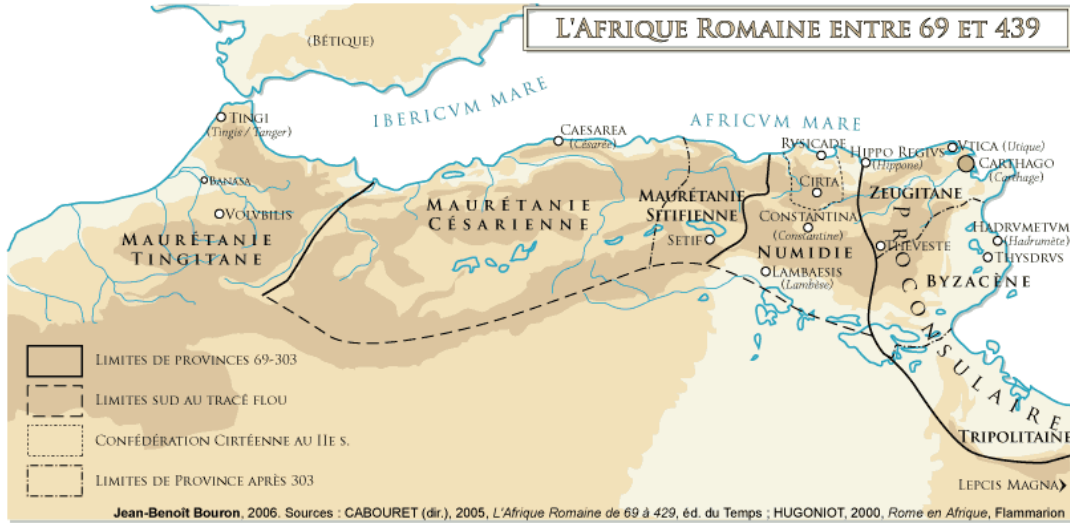 L'AFRIQUE ROMAINE ENTRE 69 ET 439
(BÉTIQUE)
IBERICVM MARE
AFRICVM MARE
TINGI
(Tingis / Tanger)
BANASA
VOLVBILIS
MAURÉTANIE
TINGITANE
CAESAREA
(Césarée)
MAURÉTANIE
CÉSARIENNE
MAURÉTANIE
SITIFIENNE
SETIF
RVSICADE
CIRTA
CONSTANTINA
(Constantine)
NUMIDIE
LAMBAESIS
(Lambèse)
HIPPO REGIVS
(Hippone)
VTICA (Utique)
CARTHAGO
(Carthage)
ZEUGITANE
THEVESTE
HADRVMETVM
(Hadrumète)
THYSDRVS
BYZACÈNE
PROCONSULAIRE
TRIPOLITAINE
LEPCIS MAGNA
LIMITES DE PROVINCES 69-303
LIMITES SUD AU TRACÉ FLOU
CONFÉDÉRATION CIRTÉENNE AU IIE S.
LIMITES DE PROVINCE APRÈS 303
Jean-Benoît Bouron, 2006. Sources : CABOURET (dir.), 2005, L'Afrique Romaine de 69 à 429, éd. du Temps ; HUGONIOT, 2000, Rome en Afrique, Flammarion